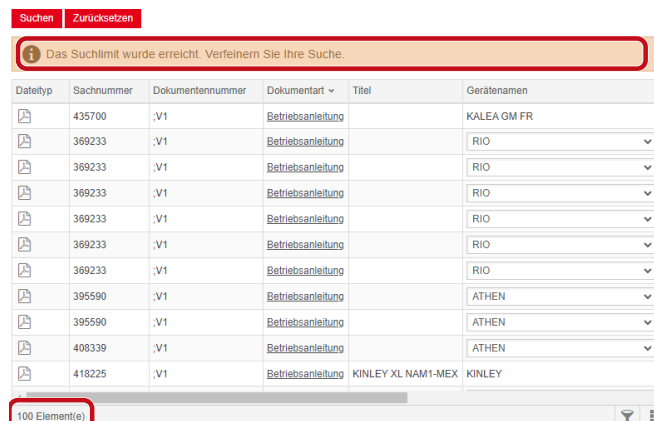 Suchen Zurücksetzen
Das Suchlimit wurde erreicht. Verfeinern Sie Ihre Suche.
Dateityp Sachnummer Dokumentennummer Dokumentart Titel Gerätenamen
435700 ;V1 Betriebsanleitung KALEA GM FR
369233 ;V1 Betriebsanleitung RIO
369233 ;V1 Betriebsanleitung RIO
369233 ;V1 Betriebsanleitung RIO
369233 ;V1 Betriebsanleitung RIO
369233 ;V1 Betriebsanleitung RIO
369233 ;V1 Betriebsanleitung RIO
395590 ;V1 Betriebsanleitung ATHEN
395590 ;V1 Betriebsanleitung ATHEN
408339 ;V1 Betriebsanleitung ATHEN
418225 ;V1 Betriebsanleitung KINLEY XL NAM1-MEX KINLEY
100 Element(e)